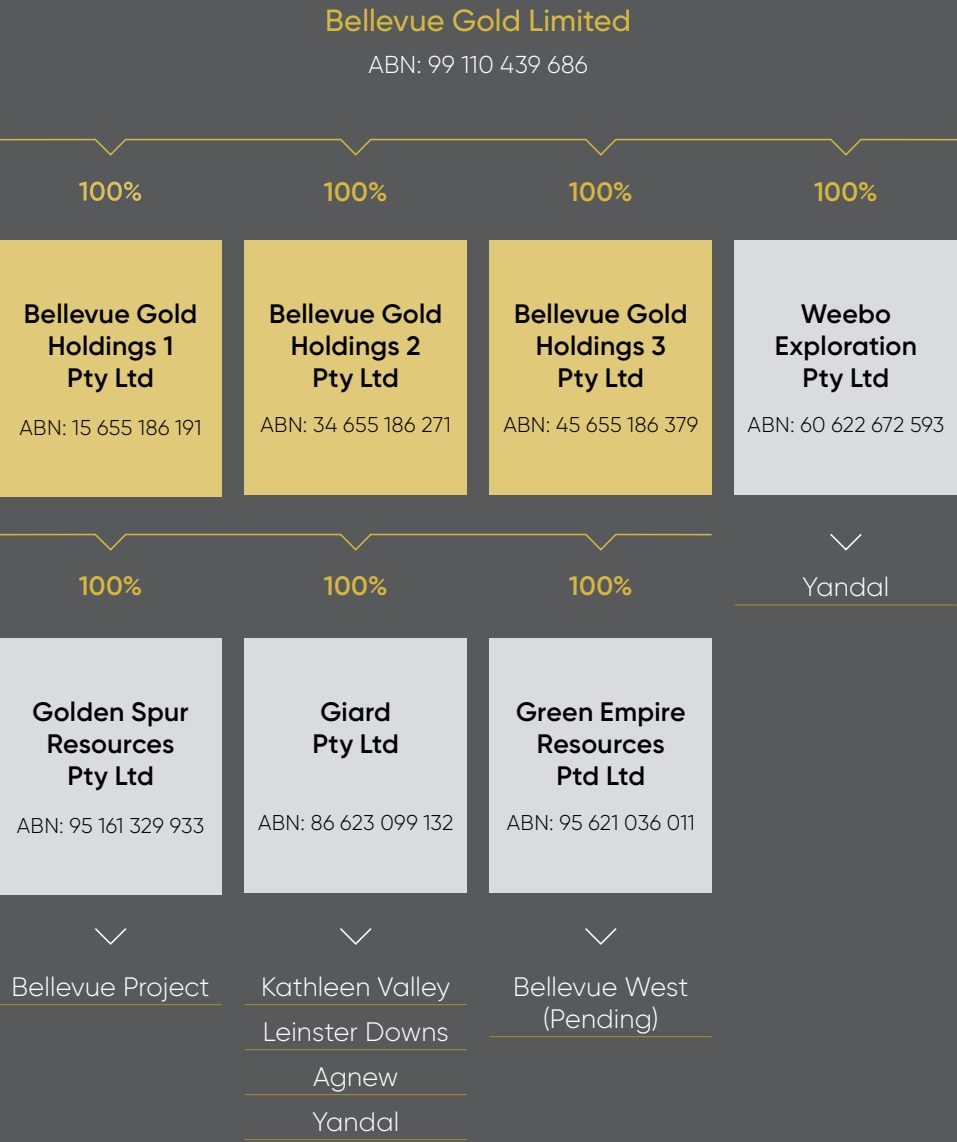 Bellevue Gold Limited
ABN: 99 110 439 686
100%
100%
100%
100%
Bellevue Gold
Holdings 1
Pty Ltd
ABN: 15 655 186 191
Bellevue Gold
Holdings 2
Pty Ltd
ABN: 34 655 186 271
Bellevue Gold
Holdings 3
Pty Ltd
ABN: 45 655 186 379
Weebo
Exploration
Pty Ltd
ABN: 60 622 672 593
100%
100%
100%
Yandal
Golden Spur
Resources
Pty Ltd
ABN: 95 161 329 933
Giard
Pty Ltd
ABN: 86 623 099 132
Green Empire
Resources
Ptd Ltd
ABN: 95 621 036 011
Bellevue Project
Kathleen Valley
Leinster Downs
Agnew
Yandal
Bellevue West
(Pending)